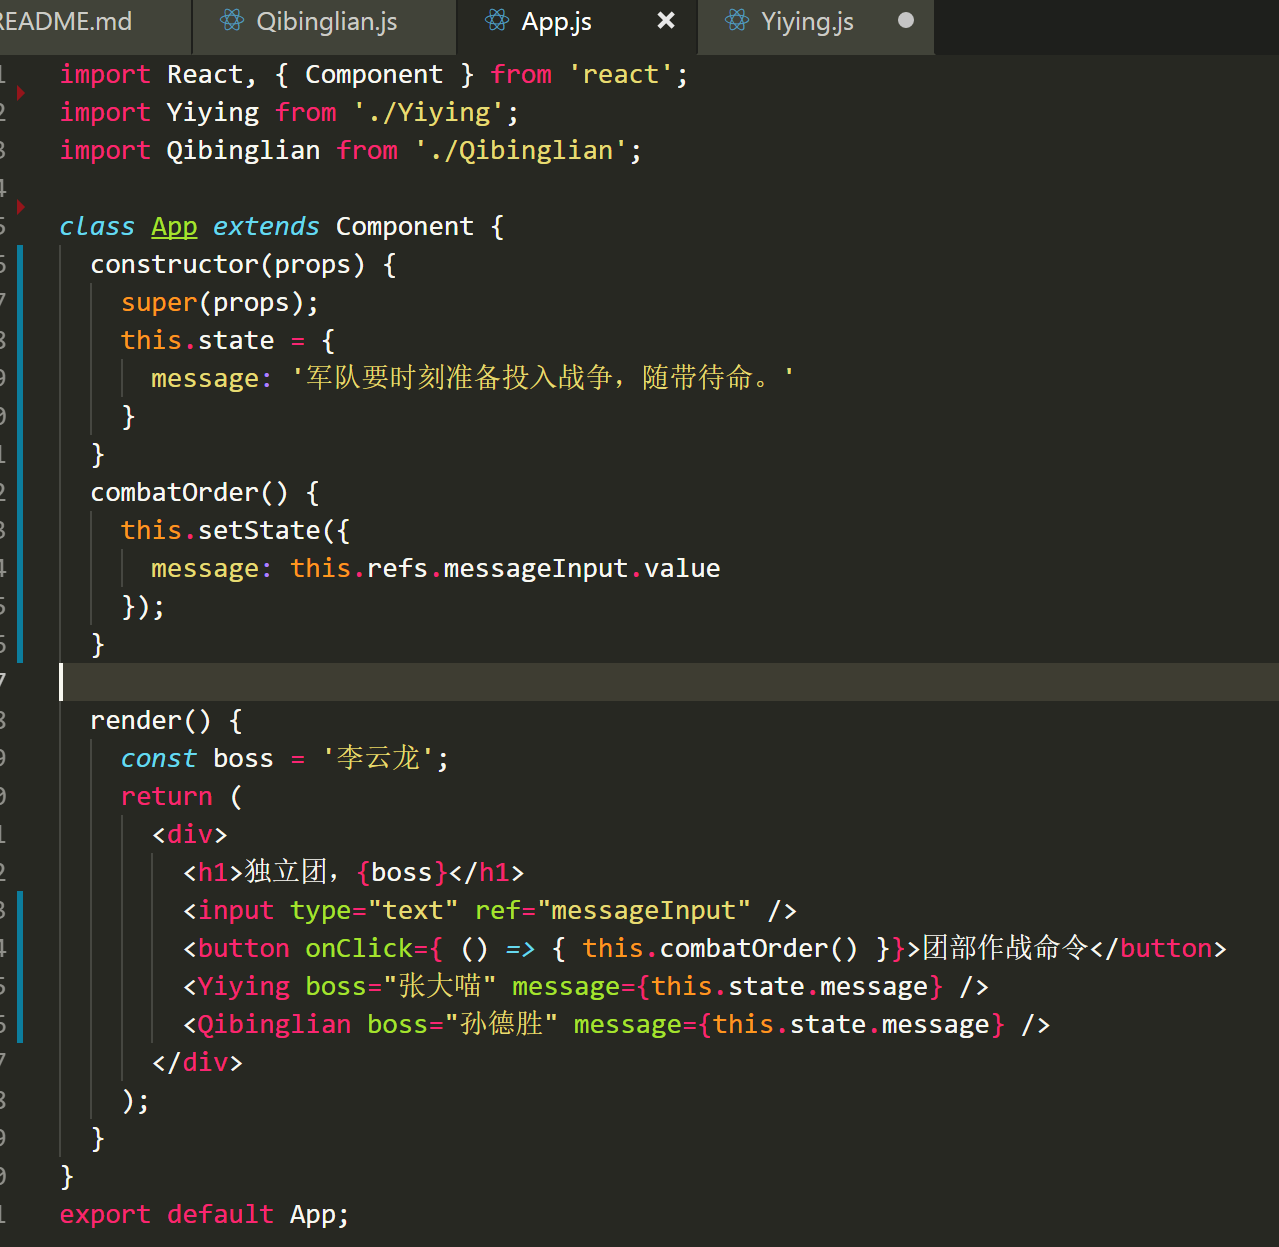 README.md Qibinglian.js App.js × Yiying.js
import React, { Component } from 'react';
import Yiying from './Yiying';
import Qibinglian from './Qibinglian';
class App extends Component {
constructor(props) {
super(props);
this.state = {
message: '军队要时刻准备投入战争，随带待命。'
}
}
combatOrder() {
this.setState({
message: this.refs.messageInput.value
});
}
render() {
const boss = '李云龙';
return (
<div>
<h1>独立团，{boss}</h1>
<input type="text" ref="messageInput" />
<button onClick={ () => { this.combatOrder() }}>团部作战命令</button>
<Yiying boss="张大喵" message={this.state.message} />
<Qibinglian boss="孙德胜" message={this.state.message} />
</div>
);
}
}
export default App;